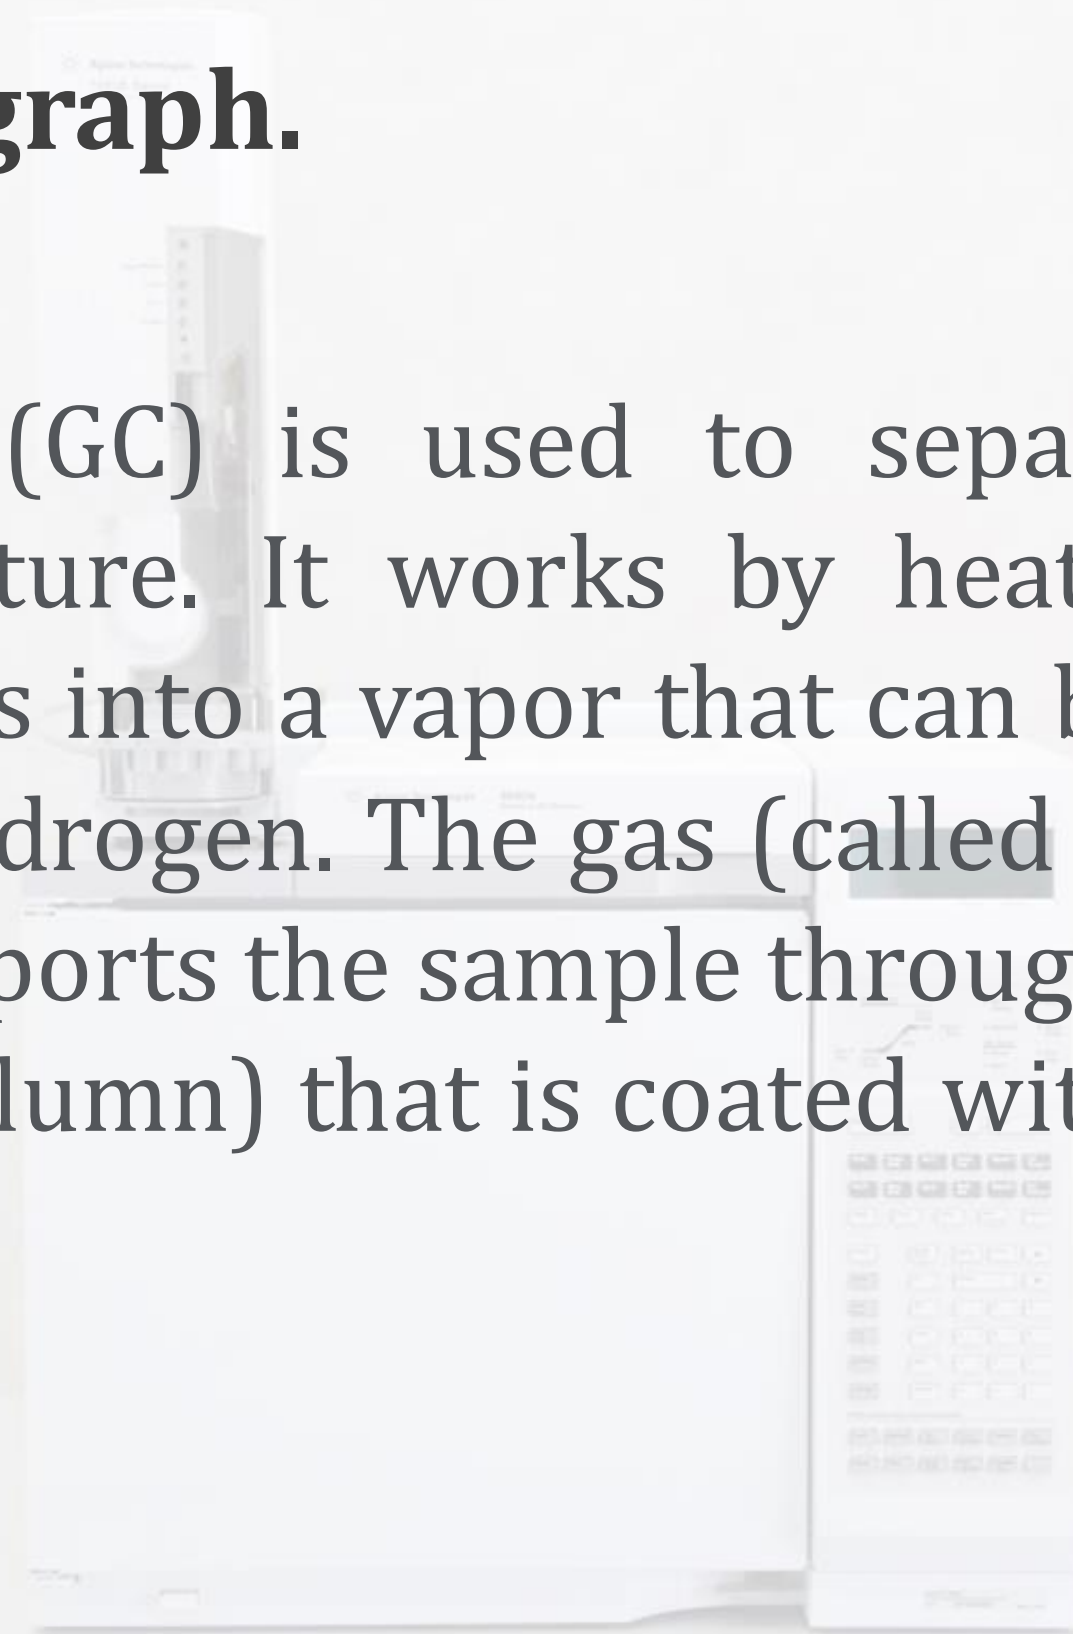 graph.
(GC) is used to sepa
ture. It works by heat
s into a vapor that can b
drogen. The gas (called
ports the sample throug
lumn) that is coated wit